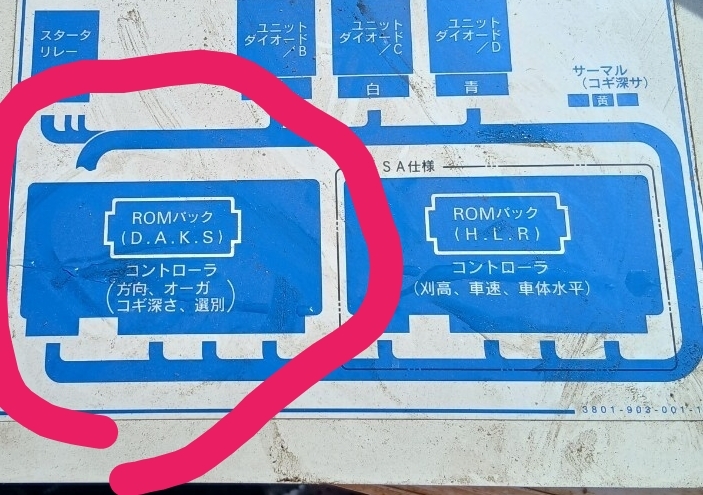 スタータ
リレー
ユニット
ダイオード
／B
ユニット
ダイオード
／C
ユニット
ダイオード
／D
白
青
サーマル
(コギ深サ)
黄
SA仕様
ROMパック
(D.A.K.S)
コントローラ
(方向、オーガ
コギ深さ、選別)
ROMパック
(H.L.R)
コントローラ
(刈高、車速、車体水平)
3801-903-001-1